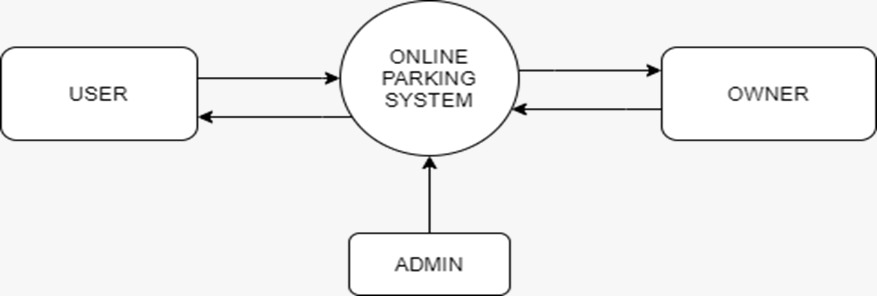 USER
ONLINE
PARKING
SYSTEM
OWNER
ADMIN